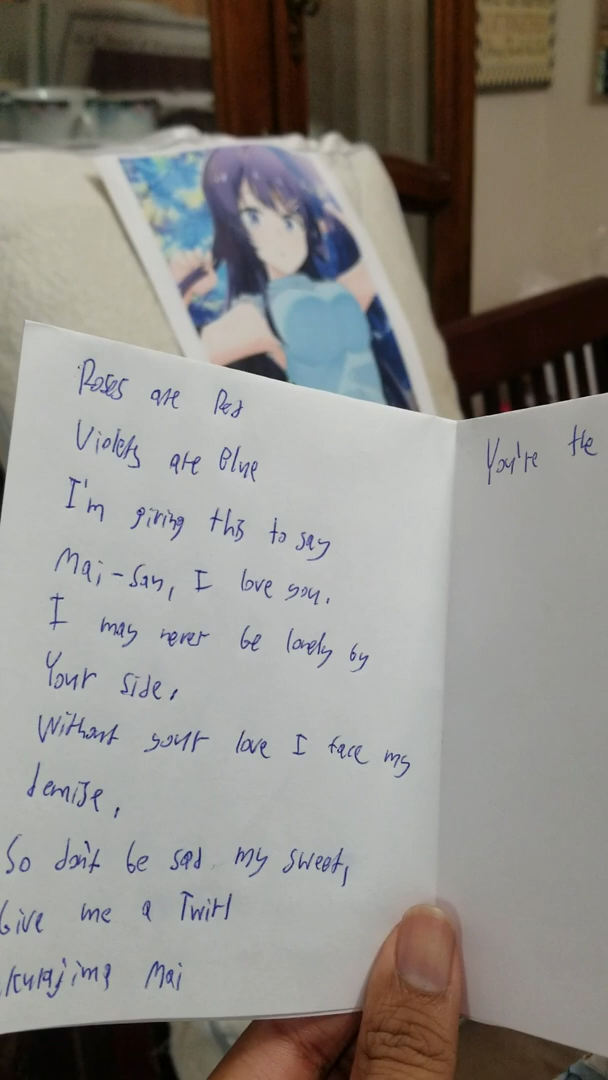 Roses are Red
Violets are Blue
I'm giving this to say
Mai-San, I love you.
I may never be lonely by
Your side,
Without your love I face my
demise,
So don't be sad my sweet,
Give me a Twirl
kurajima Mai
You're the